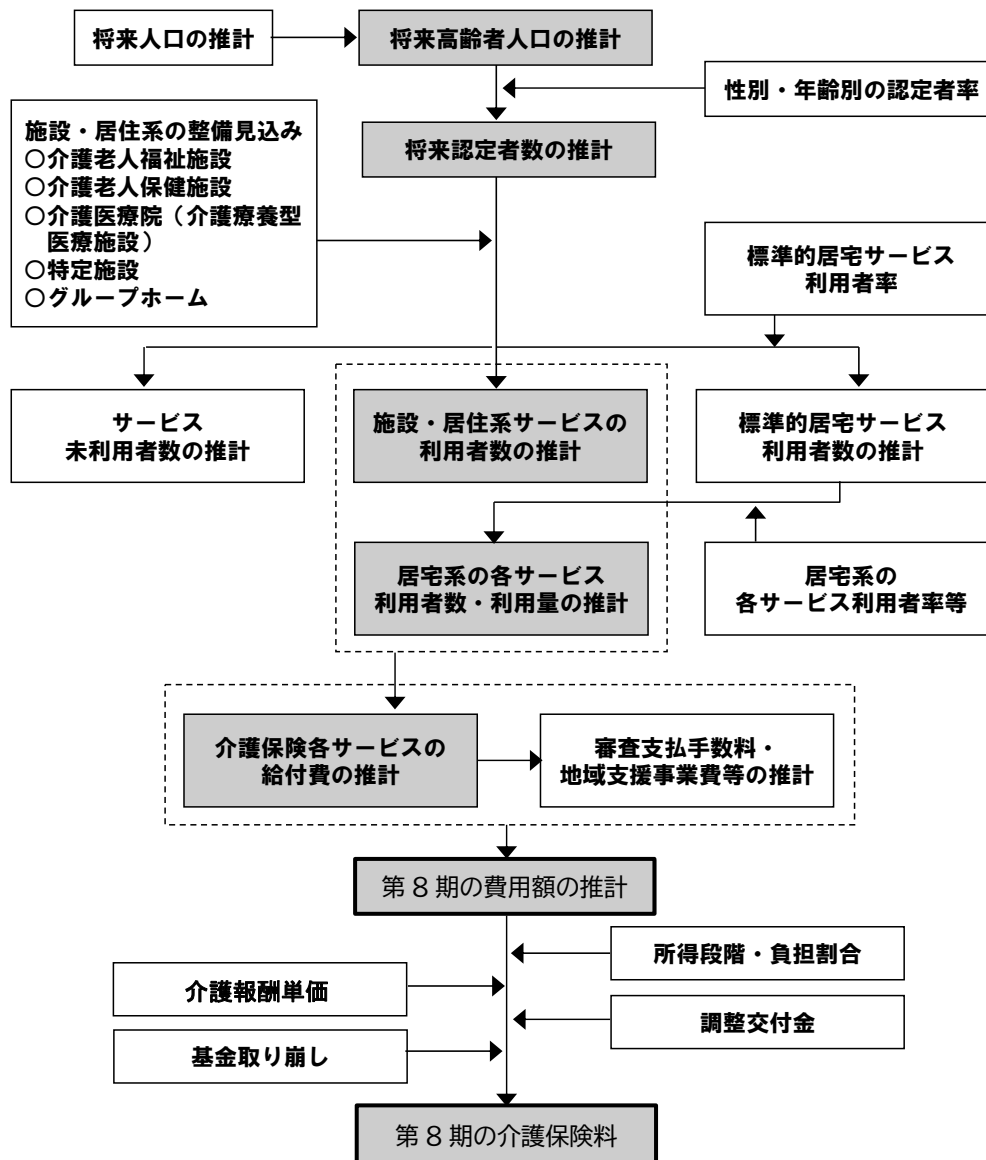 将来人口の推計
将来高齢者人口の推計
性別・年齢別の認定者率
施設・居住系の整備見込み
○介護老人福祉施設
○介護老人保健施設
○介護医療院（介護療養型
医療施設）
○特定施設
○グループホーム
将来認定者数の推計
標準的居宅サービス
利用者率
サービス
未利用者数の推計
施設・居住系サービスの
利用者数の推計
標準的居宅サービス
利用者数の推計
居宅系の各サービス
利用者数・利用量の推計
居宅系の
各サービス利用者率等
介護保険各サービスの
給付費の推計
審査支払手数料・
地域支援事業費等の推計
第８期の費用額の推計
所得段階・負担割合
介護報酬単価
調整交付金
基金取り崩し
第８期の介護保険料